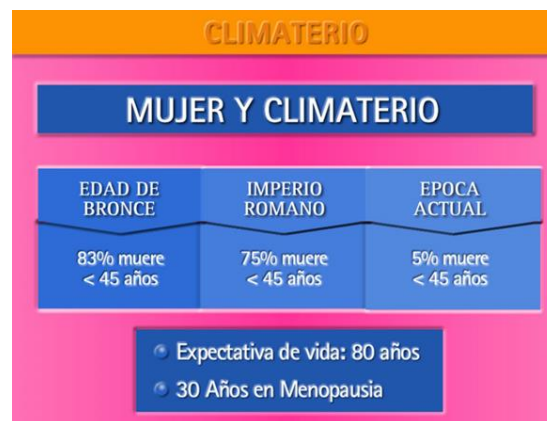 CLIMATERIO
MUJER Y CLIMATERIO
EDAD DE
BRONCE
83% muere
< 45 años
IMPERIO
ROMANO
75% muere
< 45 años
EPOCA
ACTUAL
5% muere
< 45 años
Expectativa de vida: 80 años
30 Años en Menopausia